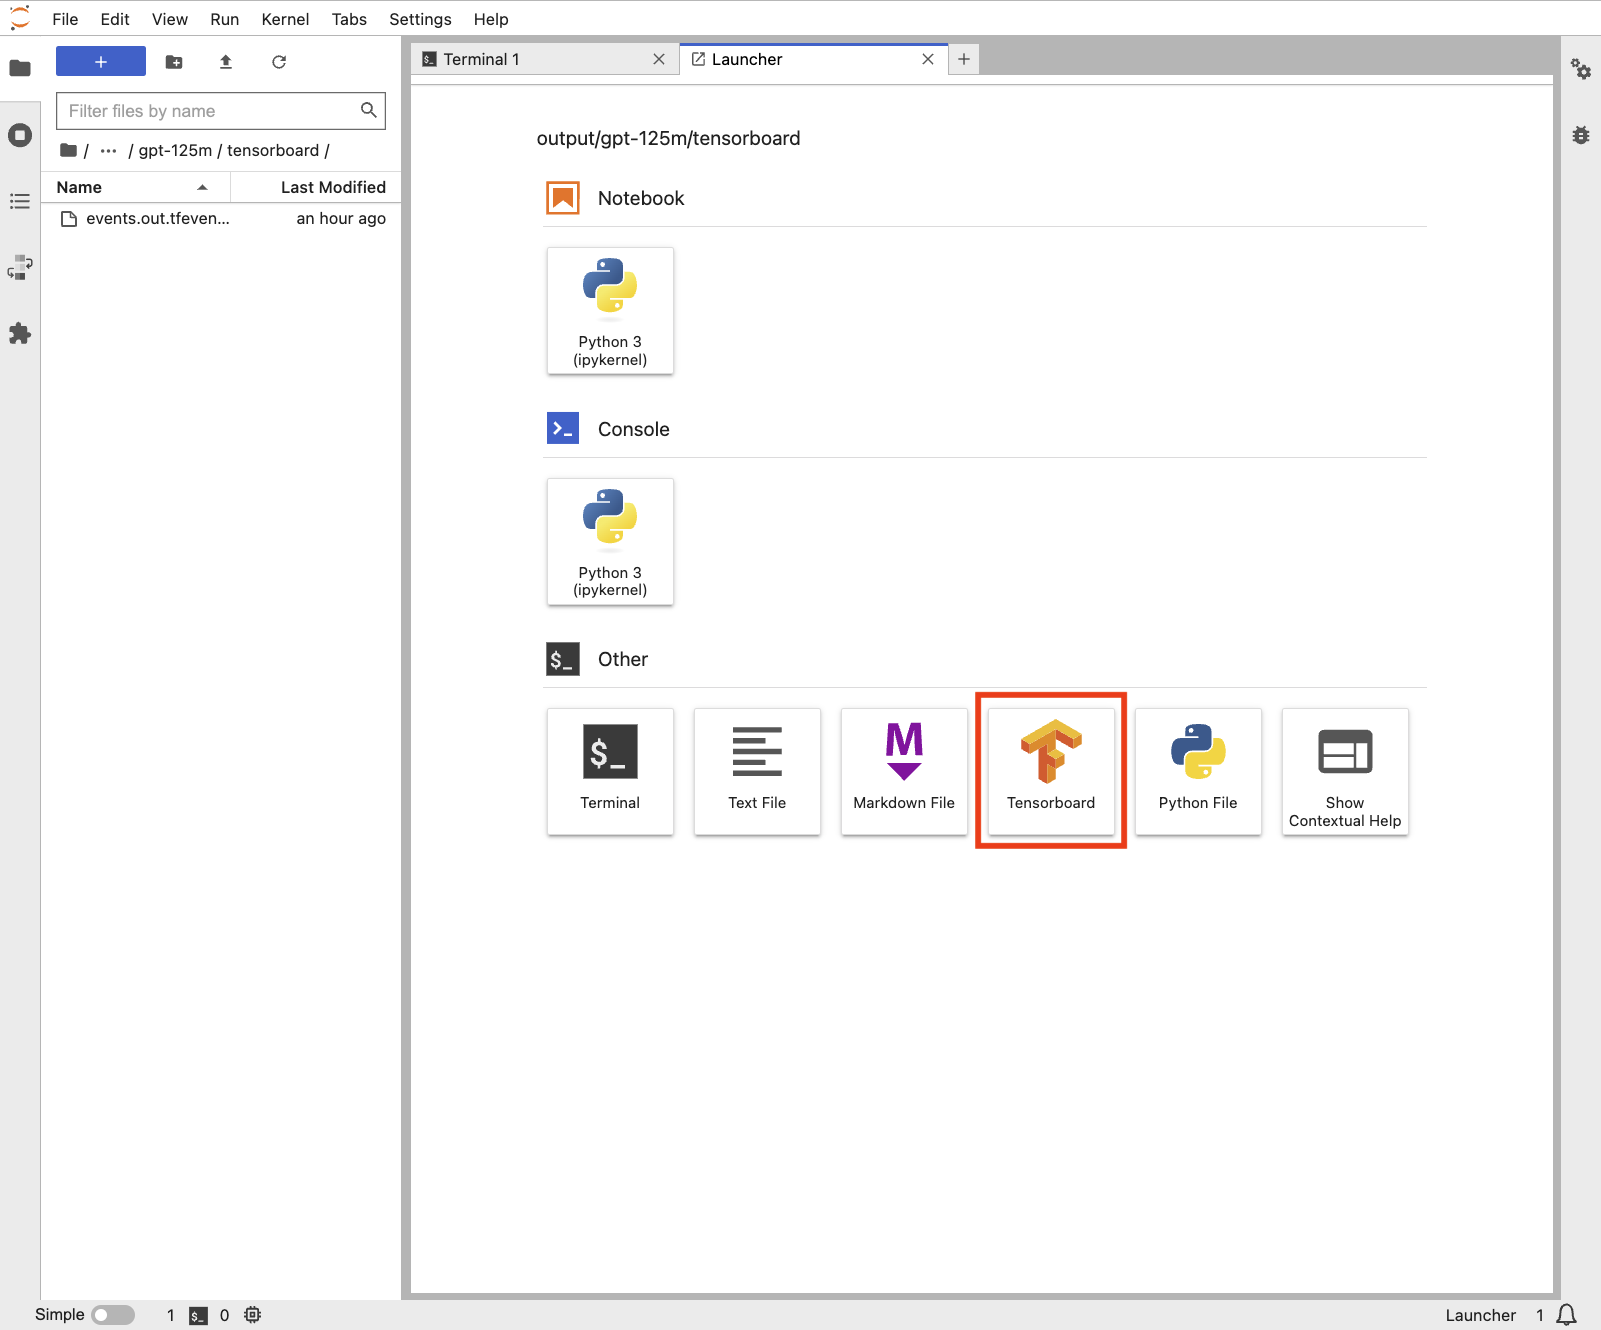 File Edit View Run Kernel Tabs Settings Help
Terminal 1
Launcher
Filter files by name
/ ... / gpt-125m / tensorboard /
Name Last Modified
events.out.tfeven... an hour ago
output/gpt-125m/tensorboard
Notebook
Python 3
(ipykernel)
>_ Console
Python 3
(ipykernel)
$_ Other
$_
Terminal
Text File
M
Markdown File
Tensorboard
Python File
Show
Contextual Help
Simple 1 $_ 0
Launcher 1